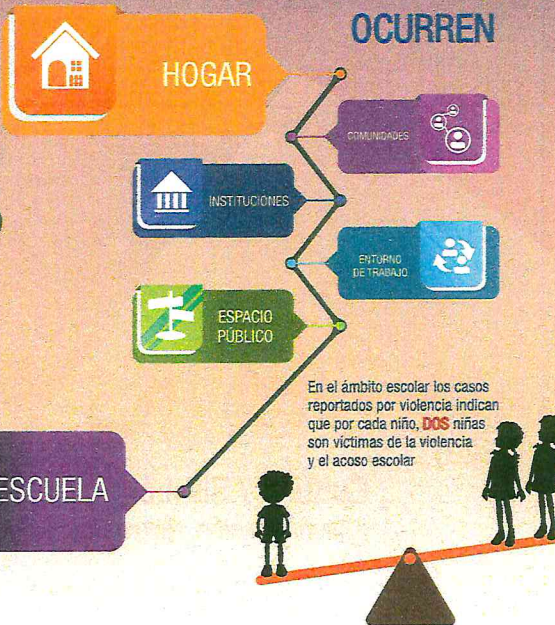 OCURREN
HOGAR
COMUNIDADES
INSTITUCIONES
ENTORNO
DE TRABAJO
ESPACIO
PÚBLICO
En el ámbito escolar los casos
reportados por violencia indican
que por cada niño, DOS niñas
son víctimas de la violencia
y el acoso escolar
ESCUELA